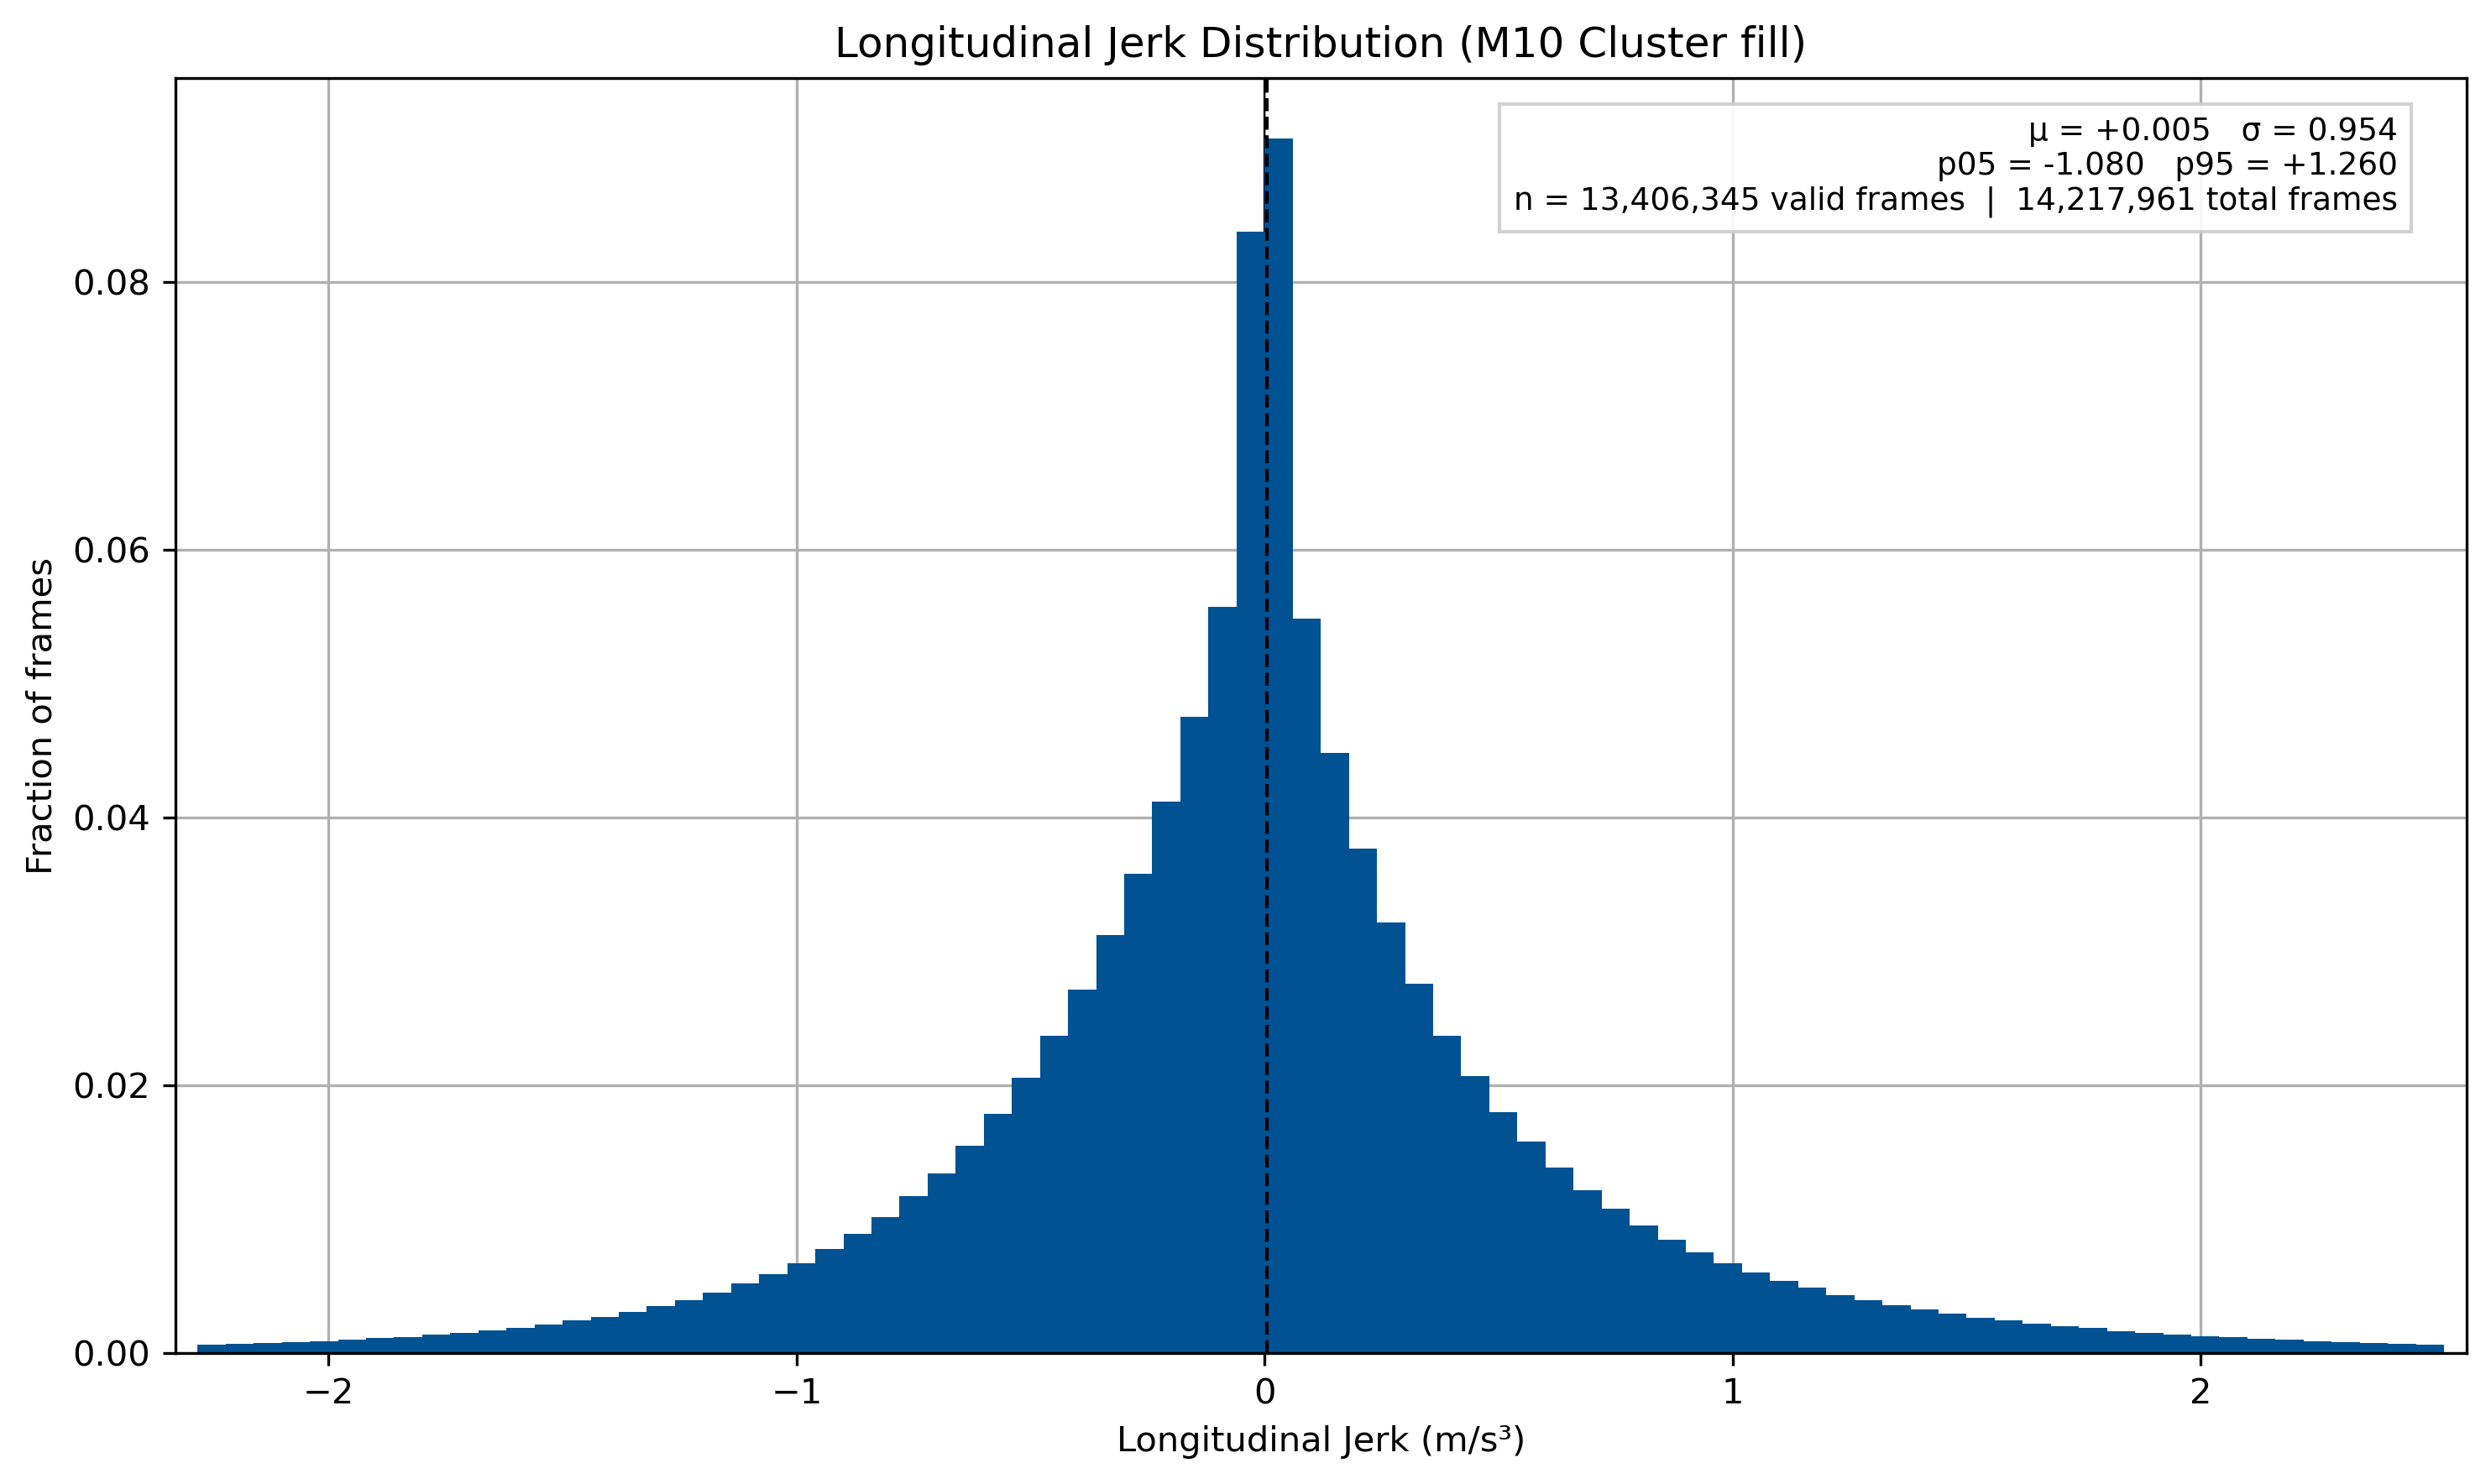 Longitudinal Jerk Distribution (M10 Cluster fill)
μ = +0.005   σ = 0.954
p05 = -1.080   p95 = +1.260
n = 13,406,345 valid frames  |  14,217,961 total frames
Fraction of frames
0.08
0.06
0.04
0.02
0.00
−2
−1
0
1
2
Longitudinal Jerk (m/s³)